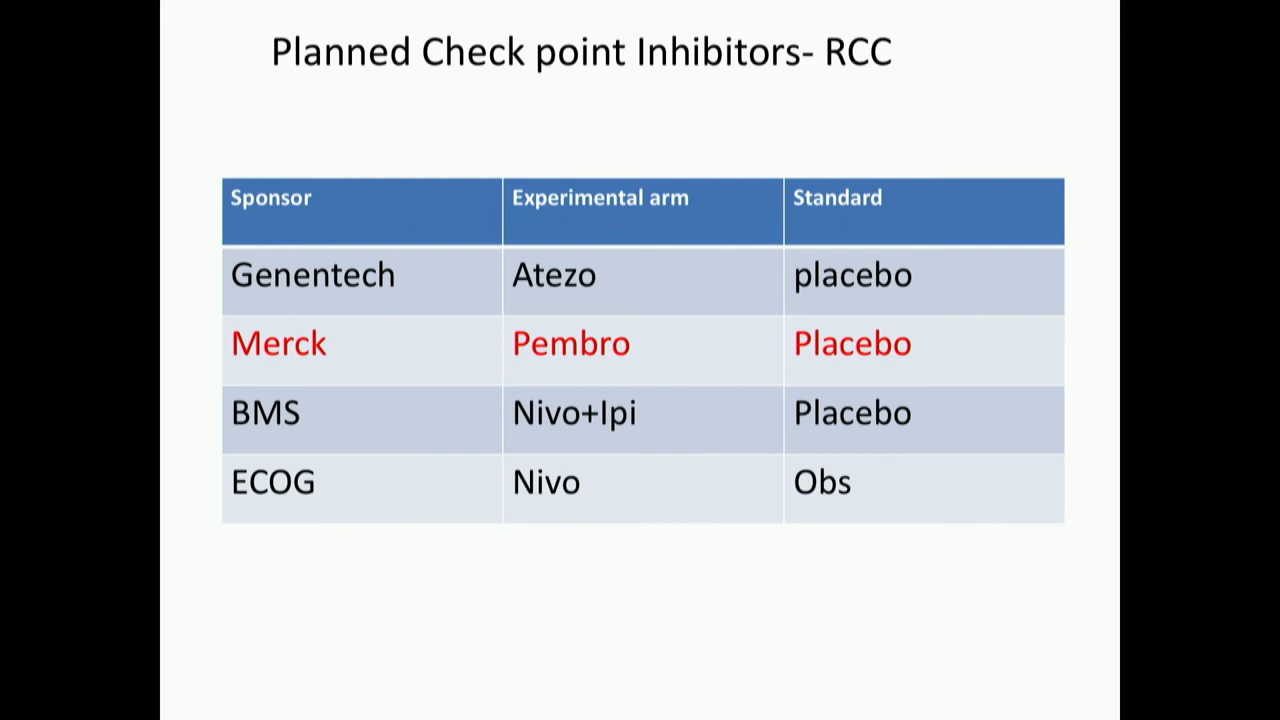 Planned Check point Inhibitors- RCC
Sponsor Experimental arm Standard
Genentech Atezo placebo
Merck Pembro Placebo
BMS Nivo+Ipi Placebo
ECOG Nivo Obs